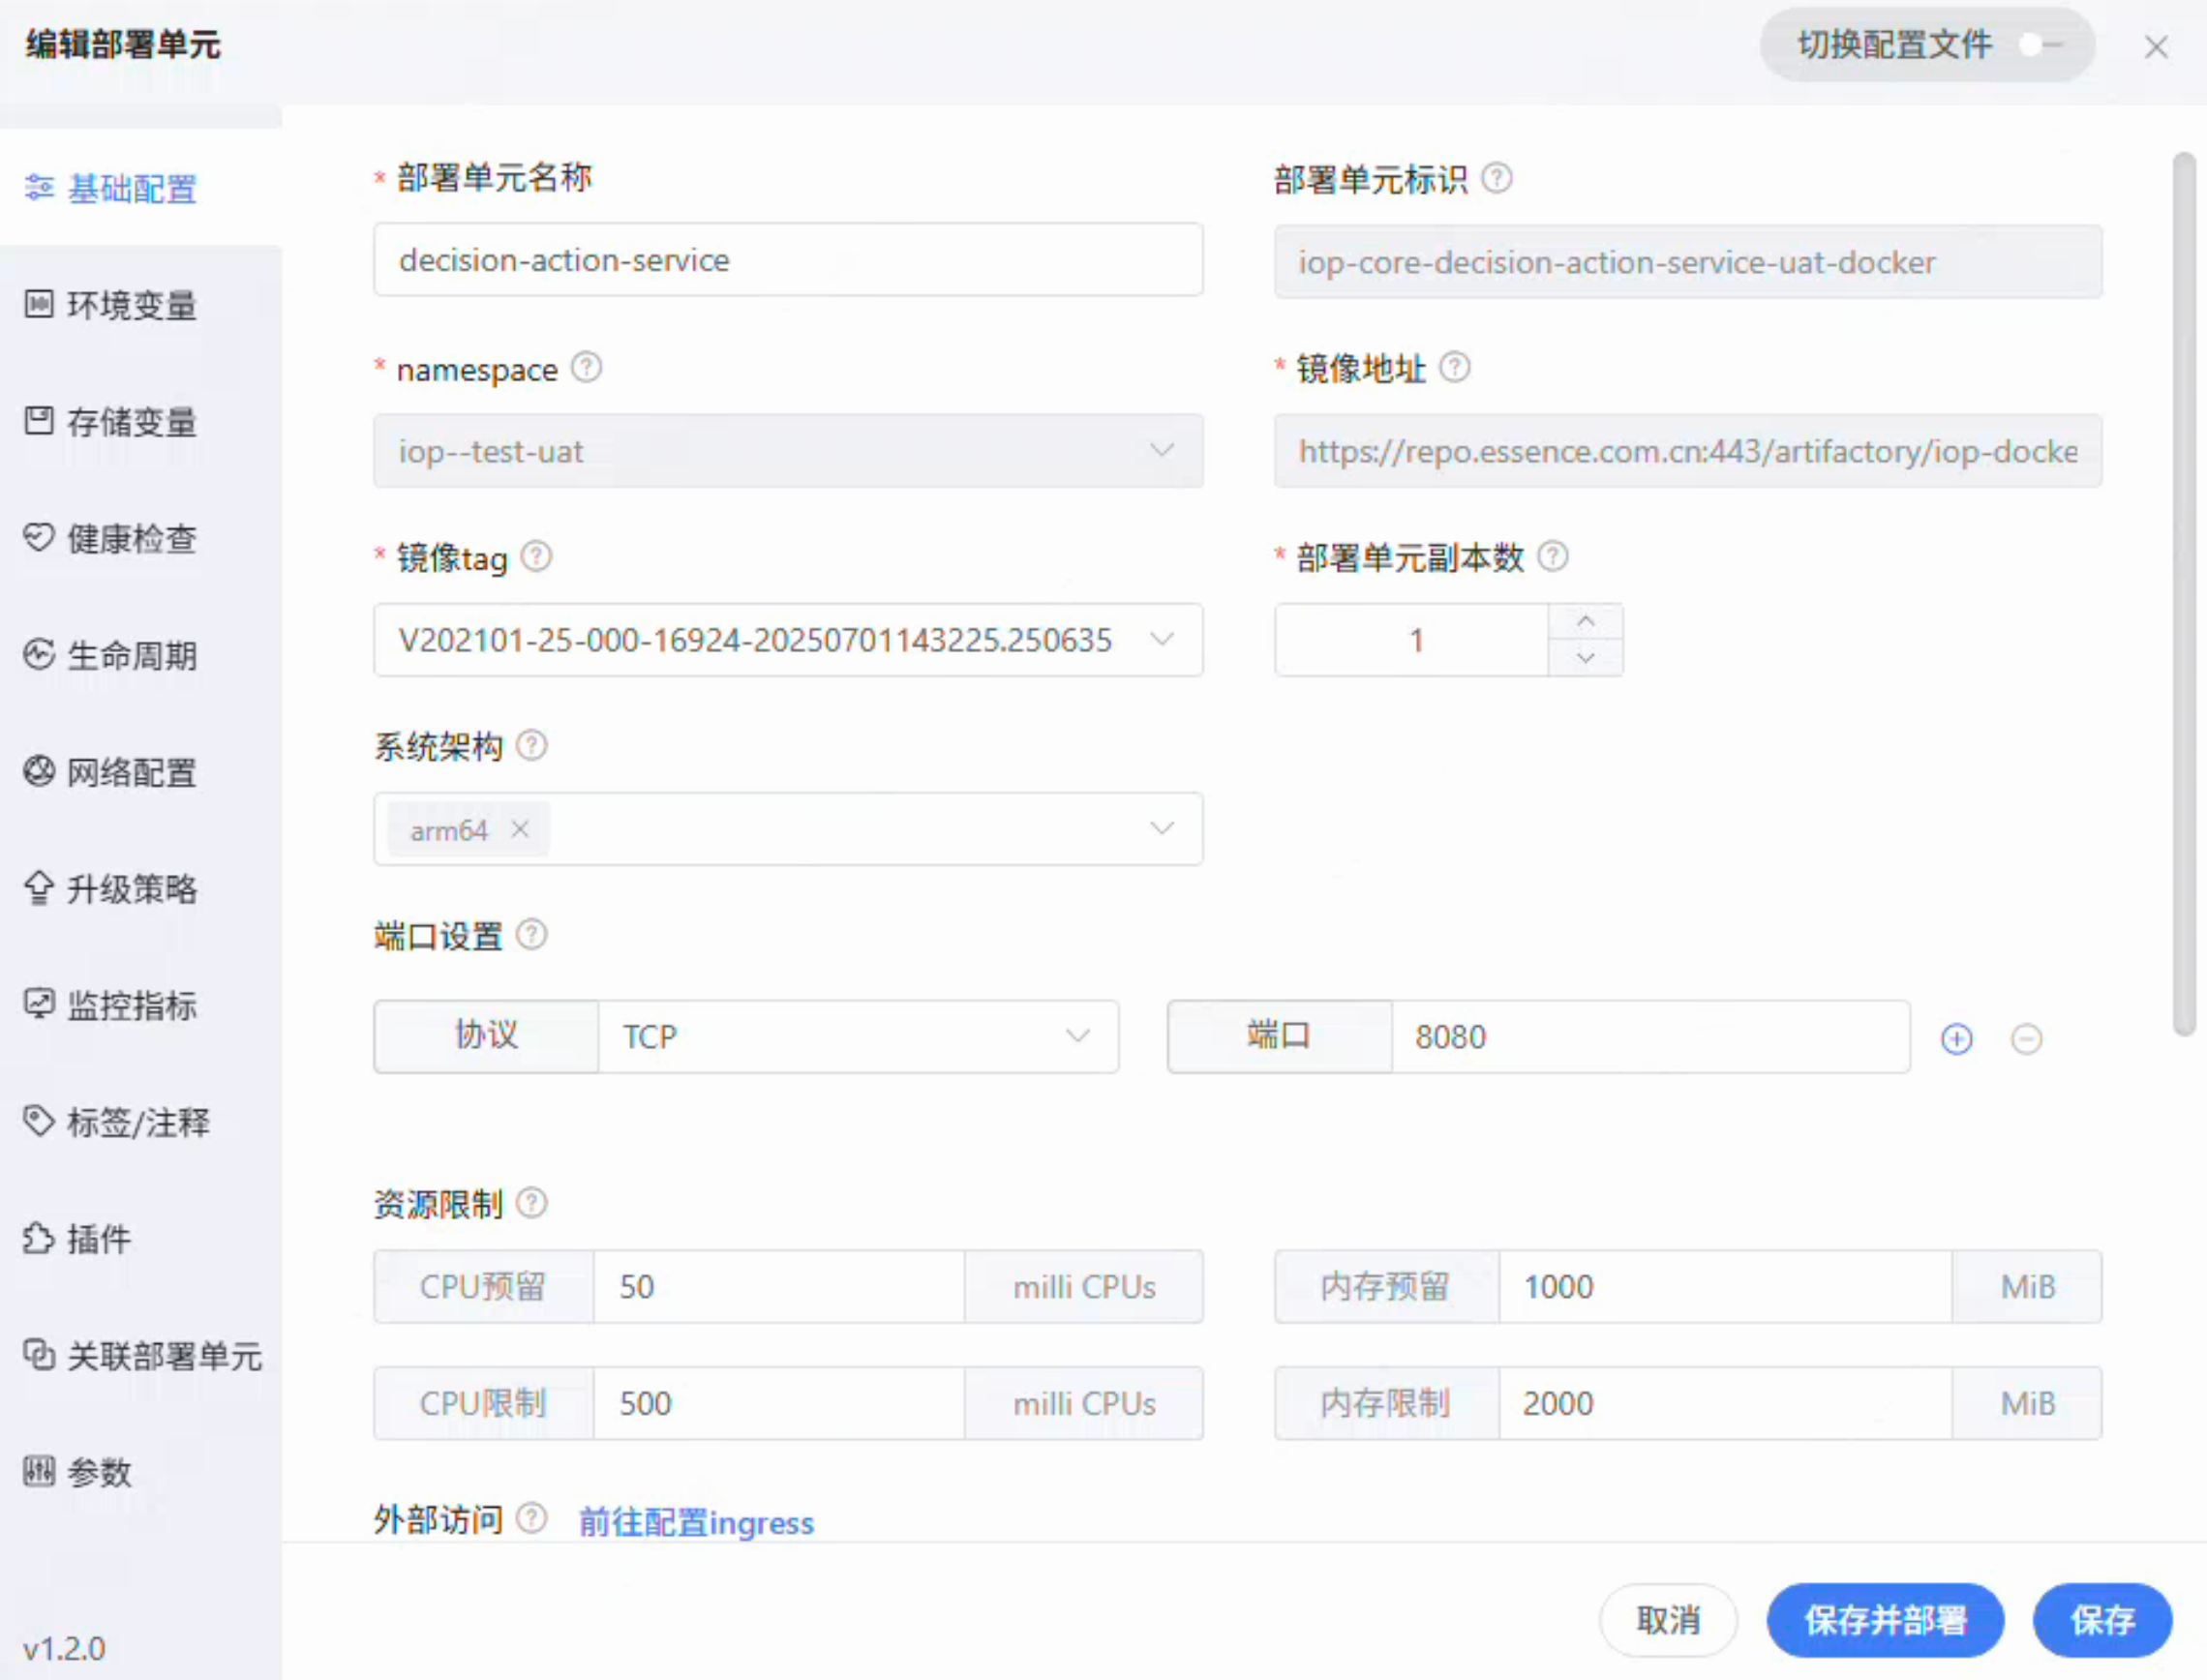 编辑部署单元
切换配置文件
基础配置
环境变量
存储变量
健康检查
生命周期
网络配置
升级策略
监控指标
标签/注释
插件
关联部署单元
参数
v1.2.0
* 部署单元名称
decision-action-service
部署单元标识
iop-core-decision-action-service-uat-docker
* namespace
iop--test-uat
* 镜像地址
https://repo.essence.com.cn:443/artifactory/iop-docke
* 镜像tag
V202101-25-000-16924-20250701143225.250635
* 部署单元副本数
1
系统架构
arm64
端口设置
协议 TCP
端口 8080
资源限制
CPU预留 50 milli CPUs
内存预留 1000 MiB
CPU限制 500 milli CPUs
内存限制 2000 MiB
外部访问 前往配置ingress
取消 保存并部署 保存